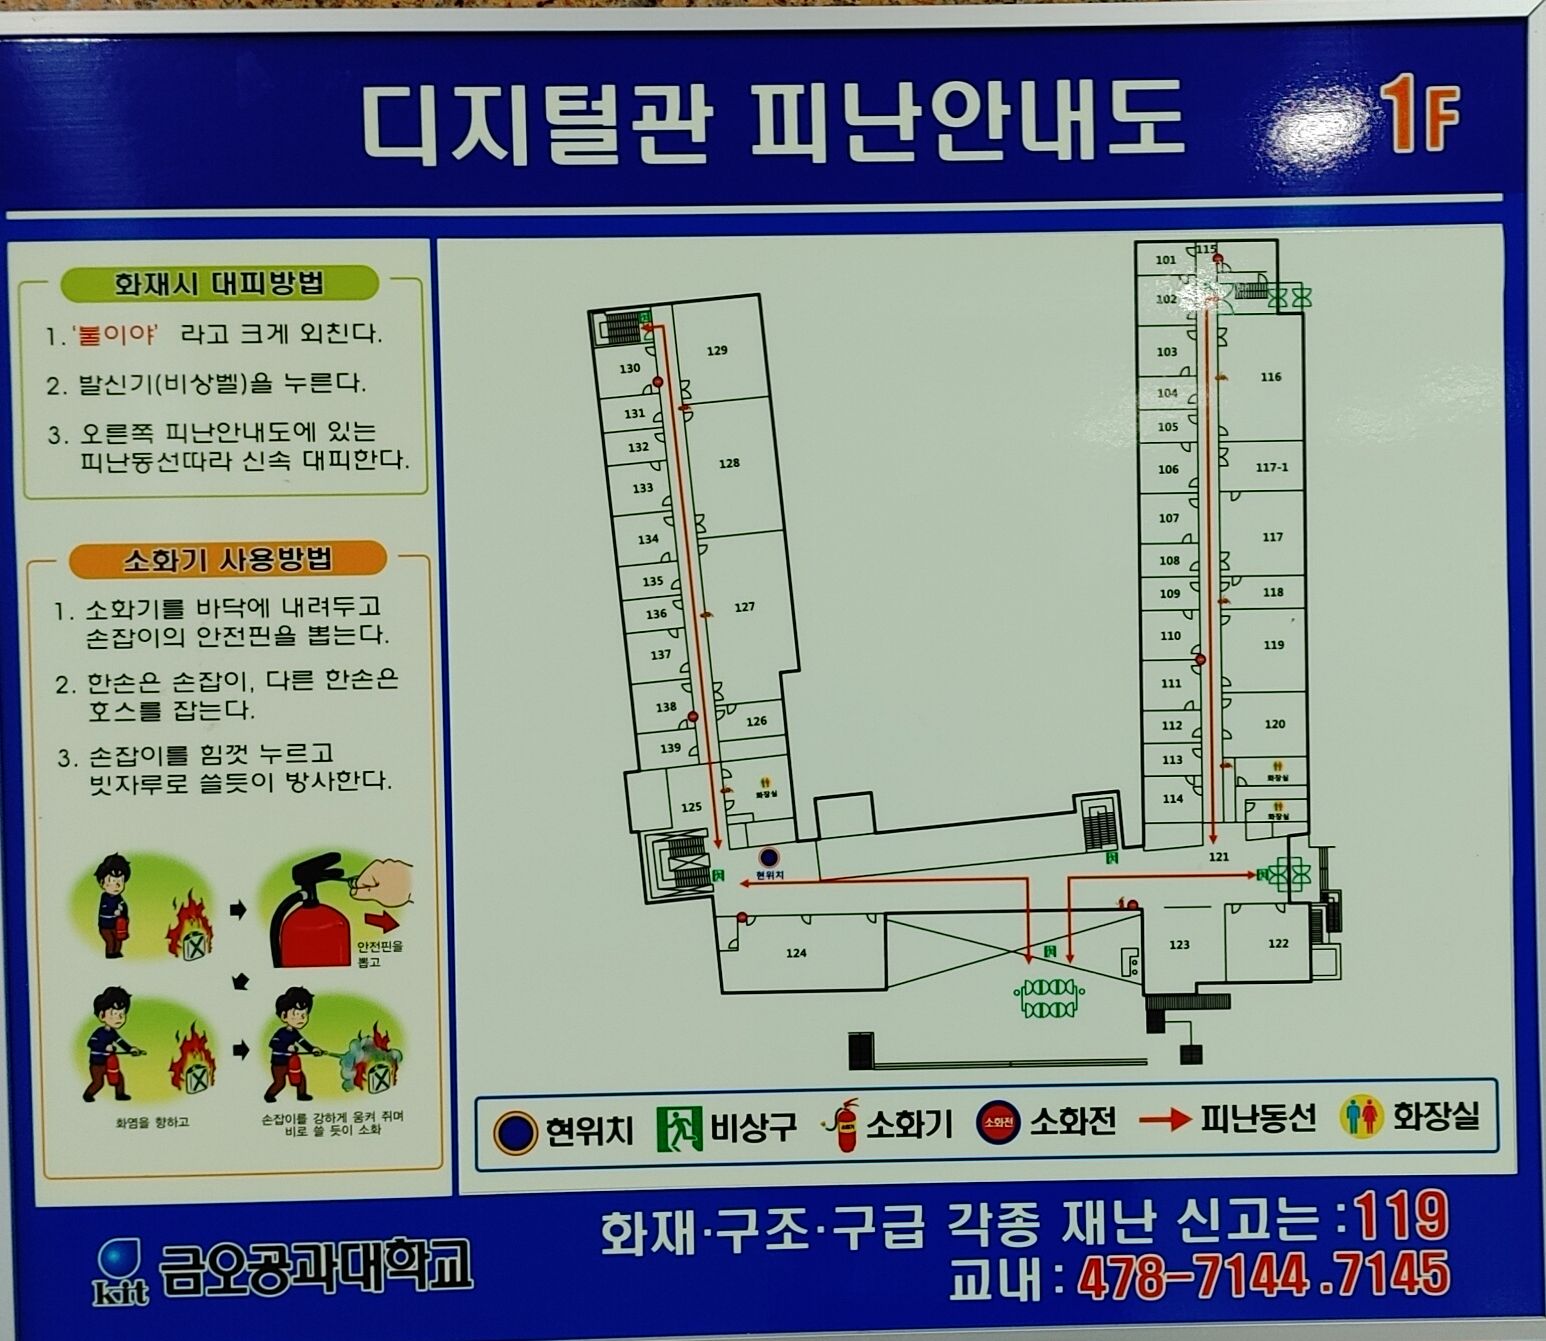 디지털관 피난안내도
1F
화재시 대피방법
1. '불이야' 라고 크게 외친다.
2. 발신기(비상벨)을 누른다.
3. 오른쪽 피난안내도에 있는
피난동선따라 신속 대피한다.
소화기 사용방법
1. 소화기를 바닥에 내려두고
손잡이의 안전핀을 뽑는다.
2. 한손은 손잡이, 다른 한손은
호스를 잡는다.
3. 손잡이를 힘껏 누르고
빗자루로 쓸듯이 방사한다.
안전핀을
뽑고
화염을 향하고
손잡이를 강하게 움켜 쥐며
비로 쓸 듯이 소화
129
130
131
132
128
133
134
135
136
127
137
138
126
139
125
화장실
현위치
124
101
115
102
103
116
104
105
106
117-1
107
117
108
109
118
110
119
111
112
120
113
화장실
114
화장실
121
123
122
현위치
비상구
소화기
소화전
소화전
피난동선
화장실
kit 금오공과대학교
화재·구조·구급 각종 재난 신고는 :119
교내: 478-7144 .7145